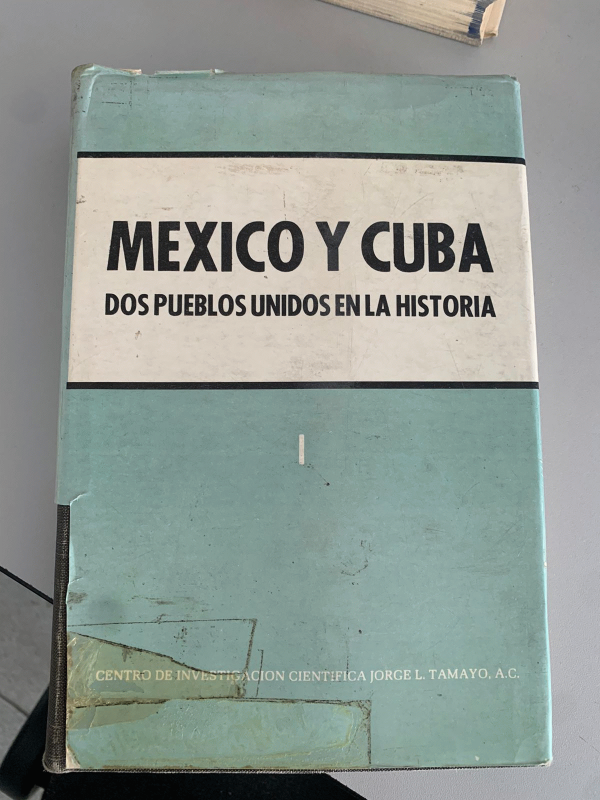 MEXICO Y CUBA
DOS PUEBLOS UNIDOS EN LA HISTORIA
I
CENTRO DE INVESTIGACION CIENTIFICA JORGE L. TAMAYO, A.C.